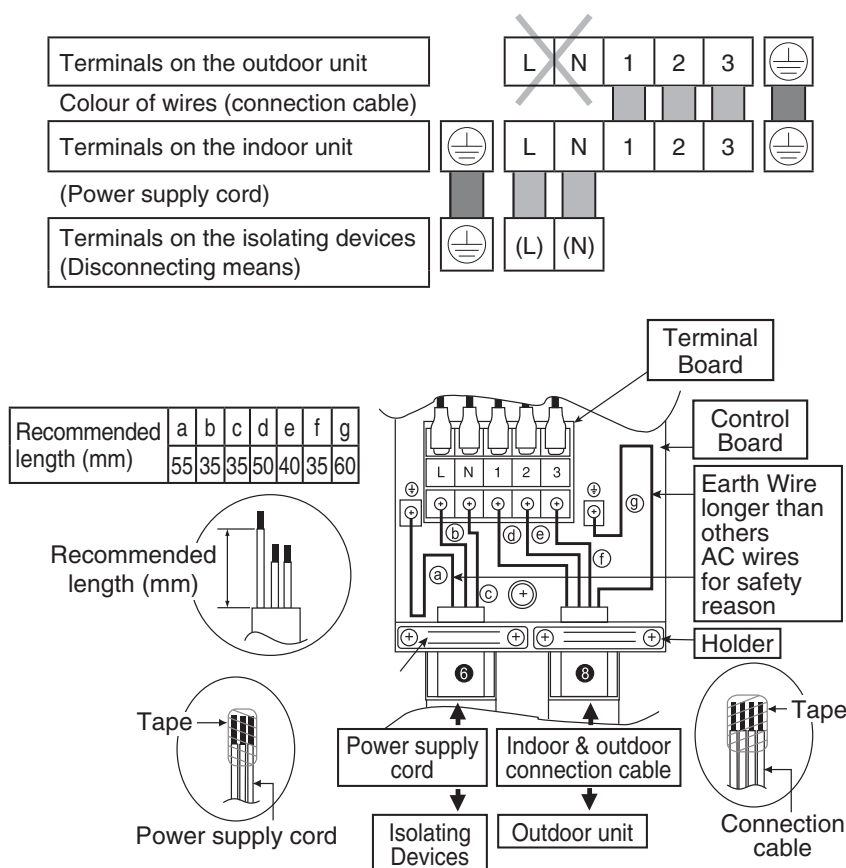 Terminals on the outdoor unit
L N 1 2 3
Colour of wires (connection cable)
Terminals on the indoor unit
L N 1 2 3
(Power supply cord)
Terminals on the isolating devices
(Disconnecting means)
(L) (N)
Terminal
Board
Recommended
length (mm)
a b c d e f g
55 35 35 50 40 35 60
Control
Board
L N 1 2 3
Earth Wire
longer than
others
AC wires
for safety
reason
Recommended
length (mm)
a
b
c
d
e
f
g
Holder
6
8
Tape
Power supply cord
Power supply
cord
Indoor & outdoor
connection cable
Isolating
Devices
Outdoor unit
Tape
Connection
cable